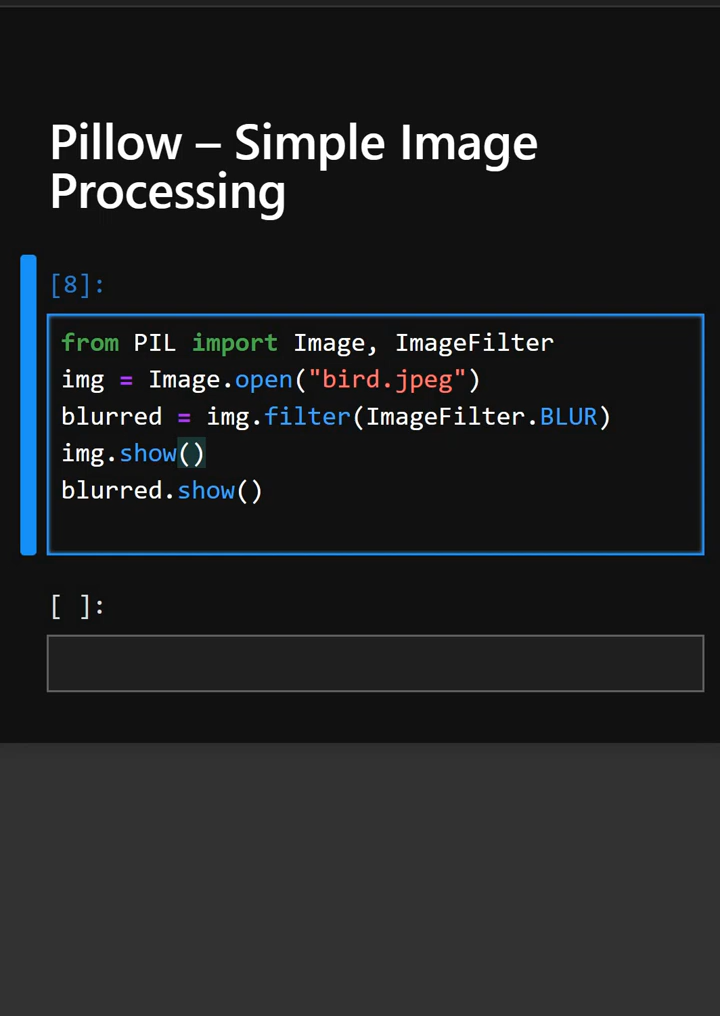 Pillow – Simple Image
Processing
[8]:
from PIL import Image, ImageFilter
img = Image.open("bird.jpeg")
blurred = img.filter(ImageFilter.BLUR)
img.show()
blurred.show()
[ ]: